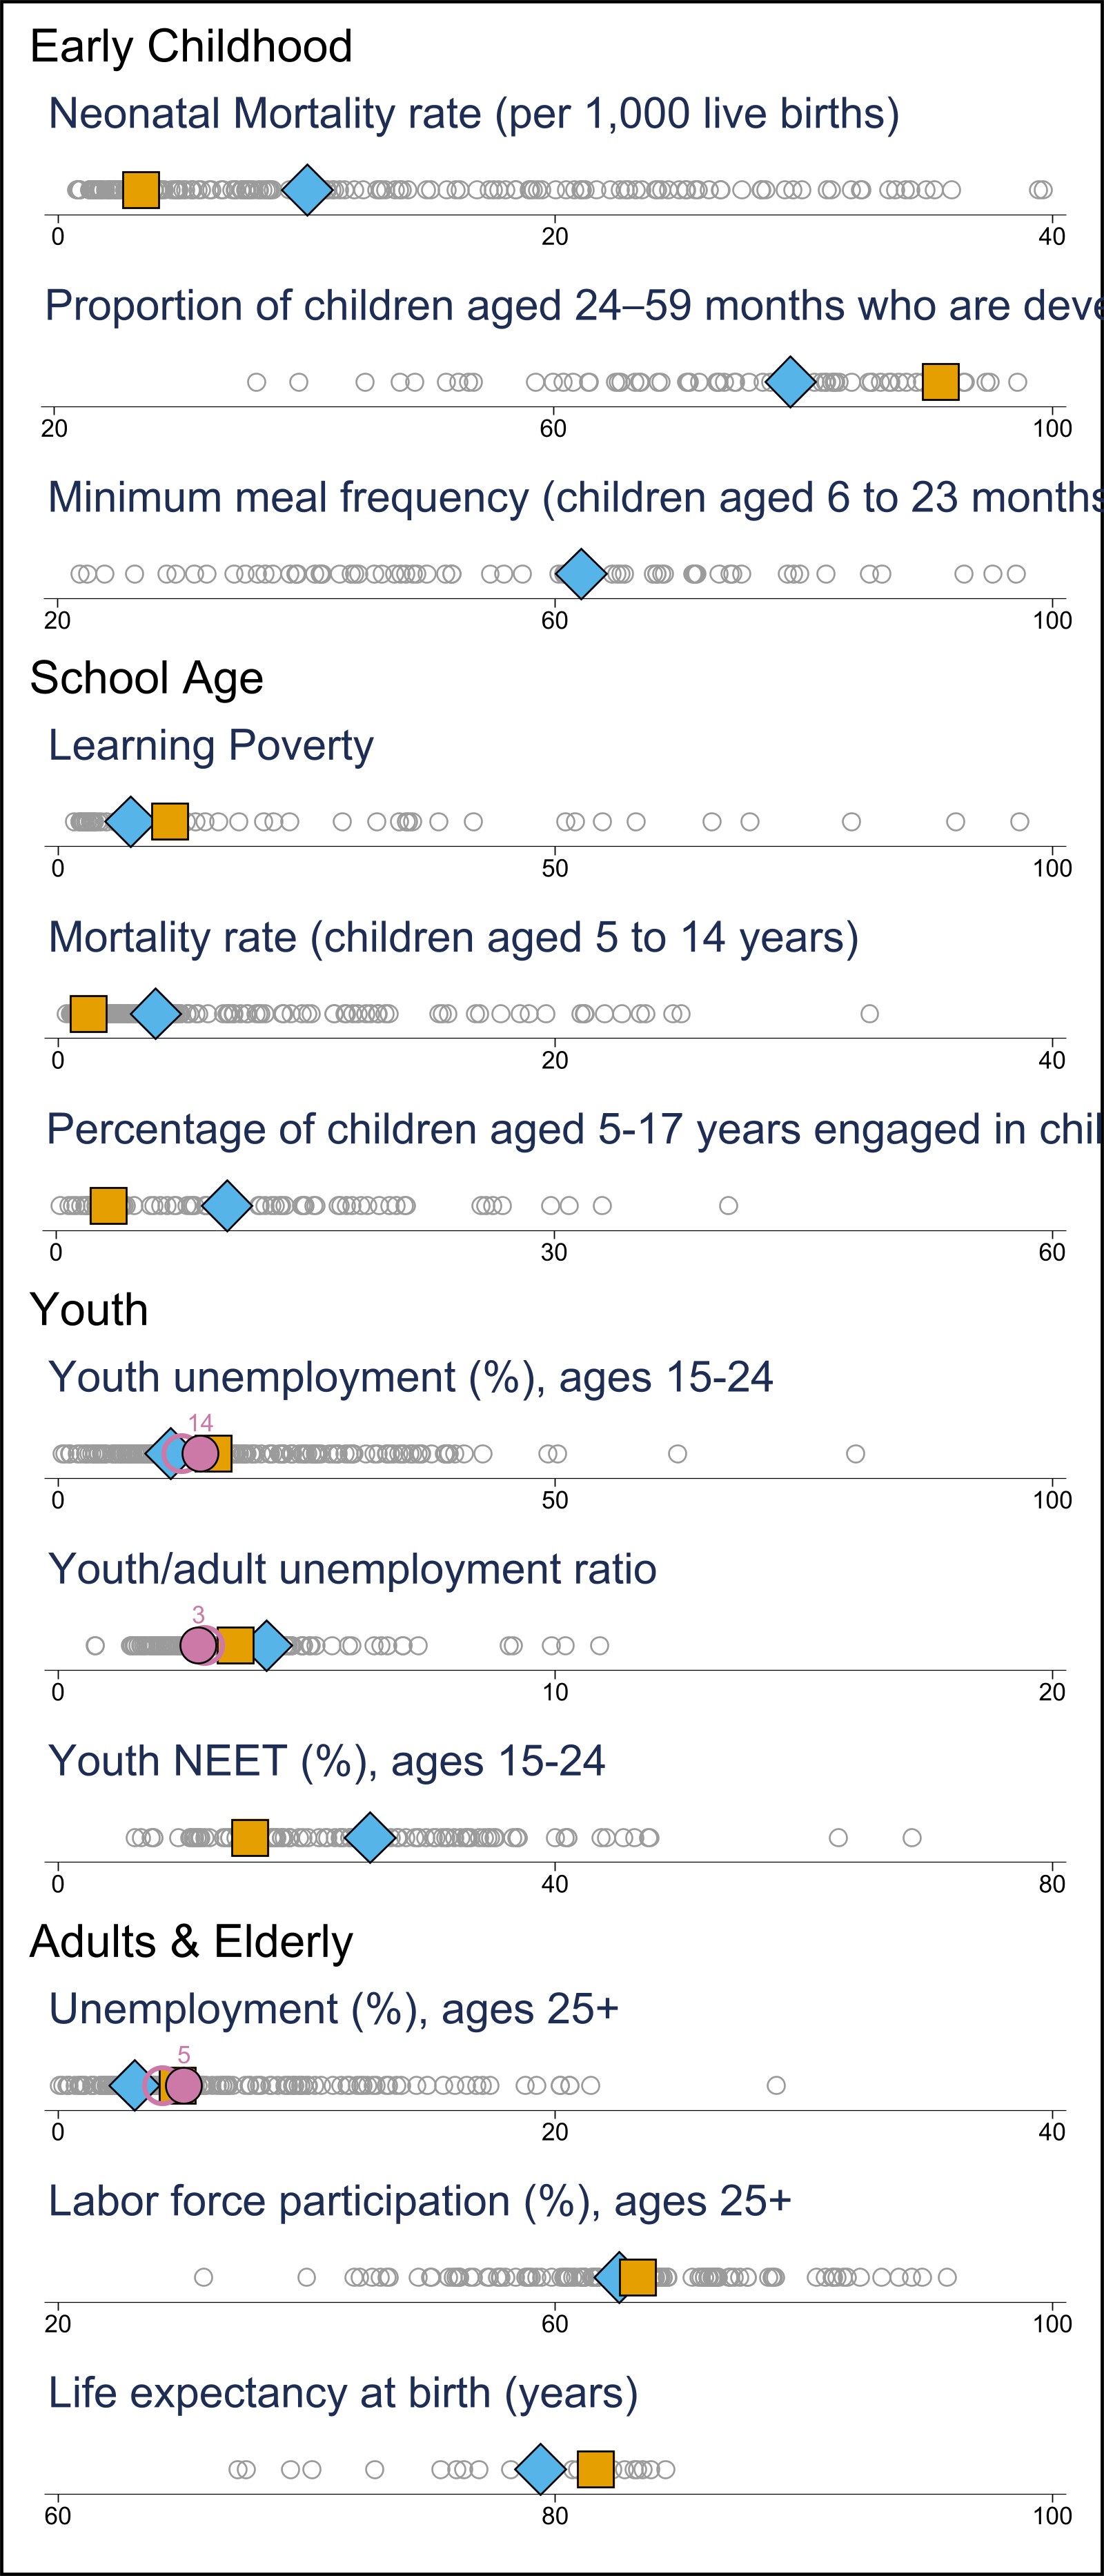 Early Childhood
Neonatal Mortality rate (per 1,000 live births)
0 20 40
Proportion of children aged 24–59 months who are deve
20 60 100
Minimum meal frequency (children aged 6 to 23 months
20 60 100
School Age
Learning Poverty
0 50 100
Mortality rate (children aged 5 to 14 years)
0 20 40
Percentage of children aged 5-17 years engaged in chil
0 30 60
Youth
Youth unemployment (%), ages 15-24
14
0 50 100
Youth/adult unemployment ratio
3
0 10 20
Youth NEET (%), ages 15-24
0 40 80
Adults & Elderly
Unemployment (%), ages 25+
5
0 20 40
Labor force participation (%), ages 25+
20 60 100
Life expectancy at birth (years)
60 80 100